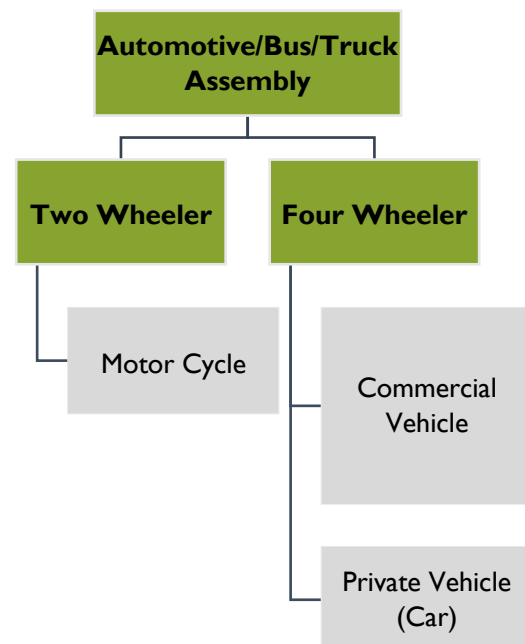 Automotive/Bus/Truck
Assembly
Two Wheeler
Four Wheeler
Motor Cycle
Commercial
Vehicle
Private Vehicle
(Car)